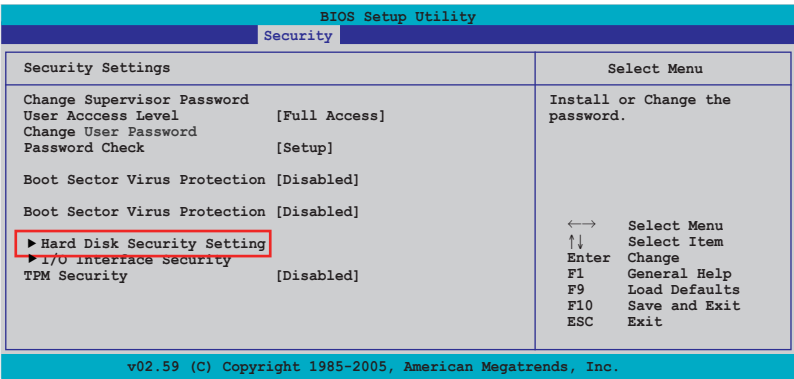 BIOS Setup Utility
Security
Security Settings
Change Supervisor Password
User Acccess Level [Full Access]
Change User Password
Password Check [Setup]
Boot Sector Virus Protection [Disabled]
Boot Sector Virus Protection [Disabled]
▶ Hard Disk Security Setting
▶ I/O Interface Security
TPM Security [Disabled]
Select Menu
Install or Change the
password.
←→ Select Menu
↑↓ Select Item
Enter Change
F1 General Help
F9 Load Defaults
F10 Save and Exit
ESC Exit
v02.59 (C) Copyright 1985-2005, American Megatrends, Inc.